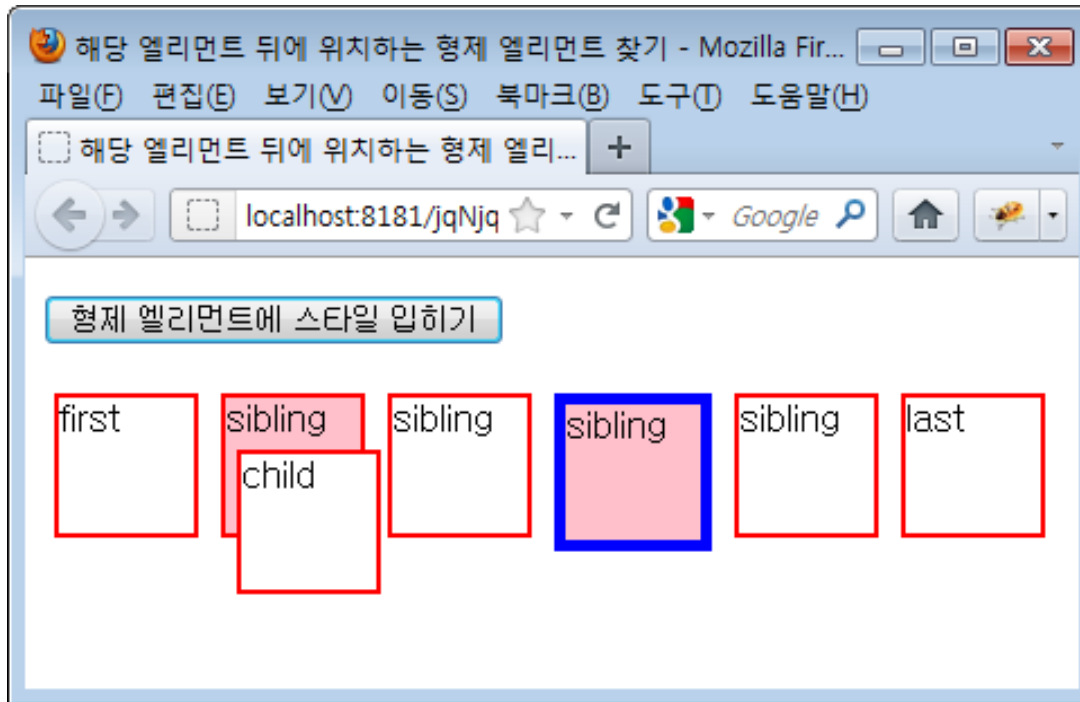 해당 엘리먼트 뒤에 위치하는 형제 엘리먼트 찾기 - Mozilla Fir...
파일(F) 편집(E) 보기(V) 이동(S) 북마크(B) 도구(T) 도움말(H)
해당 엘리먼트 뒤에 위치하는 형제 엘리...
localhost:8181/jqNjq
Google
형제 엘리먼트에 스타일 입히기
first sibling sibling sibling sibling last
child